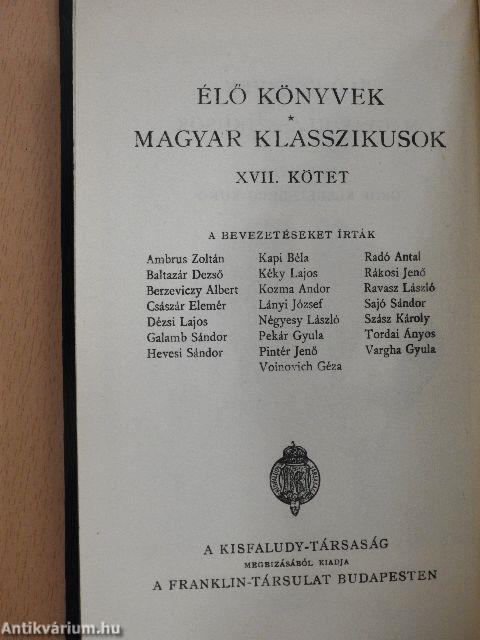 ÉLŐ KÖNYVEK
*
MAGYAR KLASSZIKUSOK
XVII. KÖTET
A BEVEZETÉSEKET ÍRTÁK
Ambrus Zoltán
Baltazár Dezső
Berzeviczy Albert
Császár Elemér
Dézsi Lajos
Galamb Sándor
Hevesi Sándor
Kapi Béla
Kéky Lajos
Kozma Andor
Lányi József
Négyesy László
Pekár Gyula
Pintér Jenő
Voinovich Géza
Radó Antal
Rákosi Jenő
Ravasz László
Sajó Sándor
Szász Károly
Tordai Ányos
Vargha Gyula
A KISFALUDY-TÁRSASÁG
MEGBIZÁSÁBÓL KIADJA
A FRANKLIN-TÁRSULAT BUDAPESTEN
Antikvárium.hu